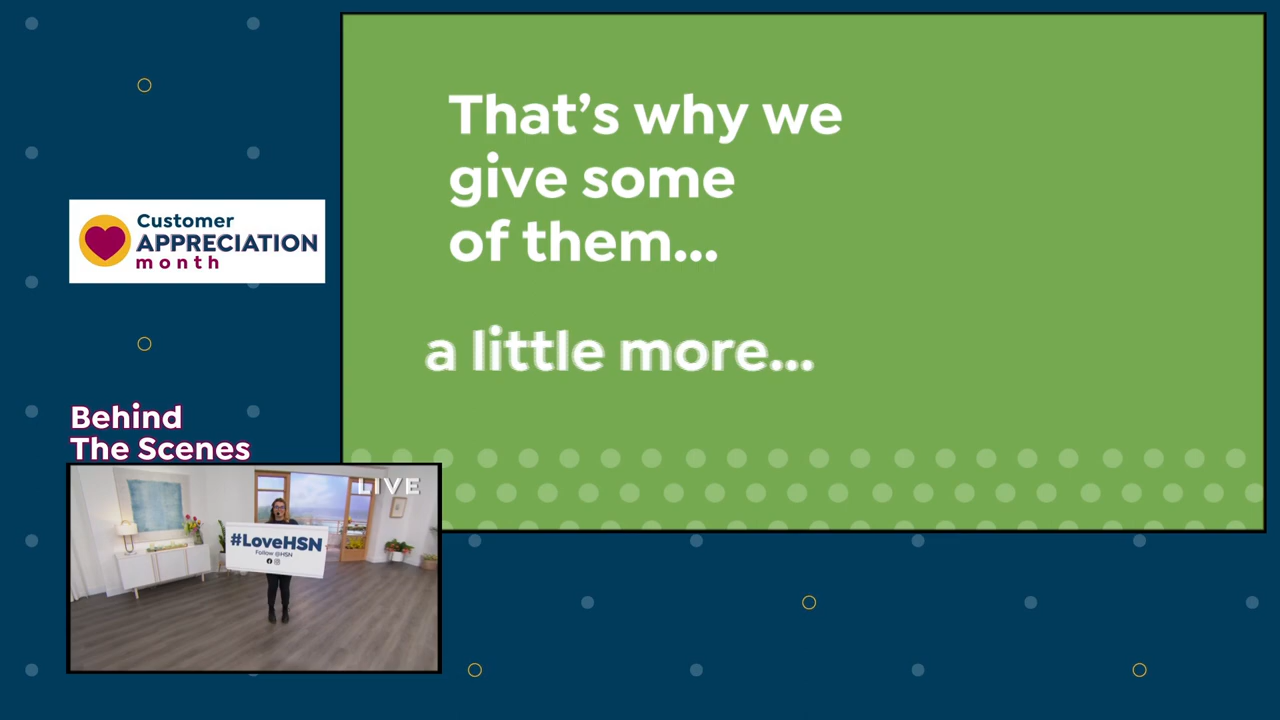 That's why we
give some
of them...
a little more...
Customer
APPRECIATION
month
Behind
The Scenes
LIVE
#LoveHSN
Follow @HSN